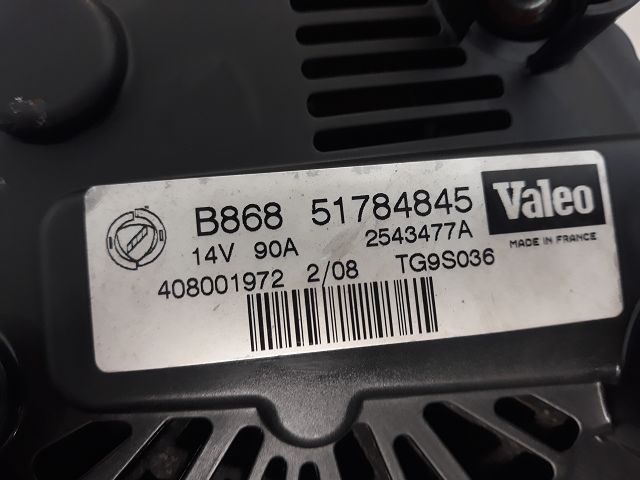 B868 51784845 Valeo
14V 90A 2543477A MADE IN FRANCE
408001972 2/08 TG9S036